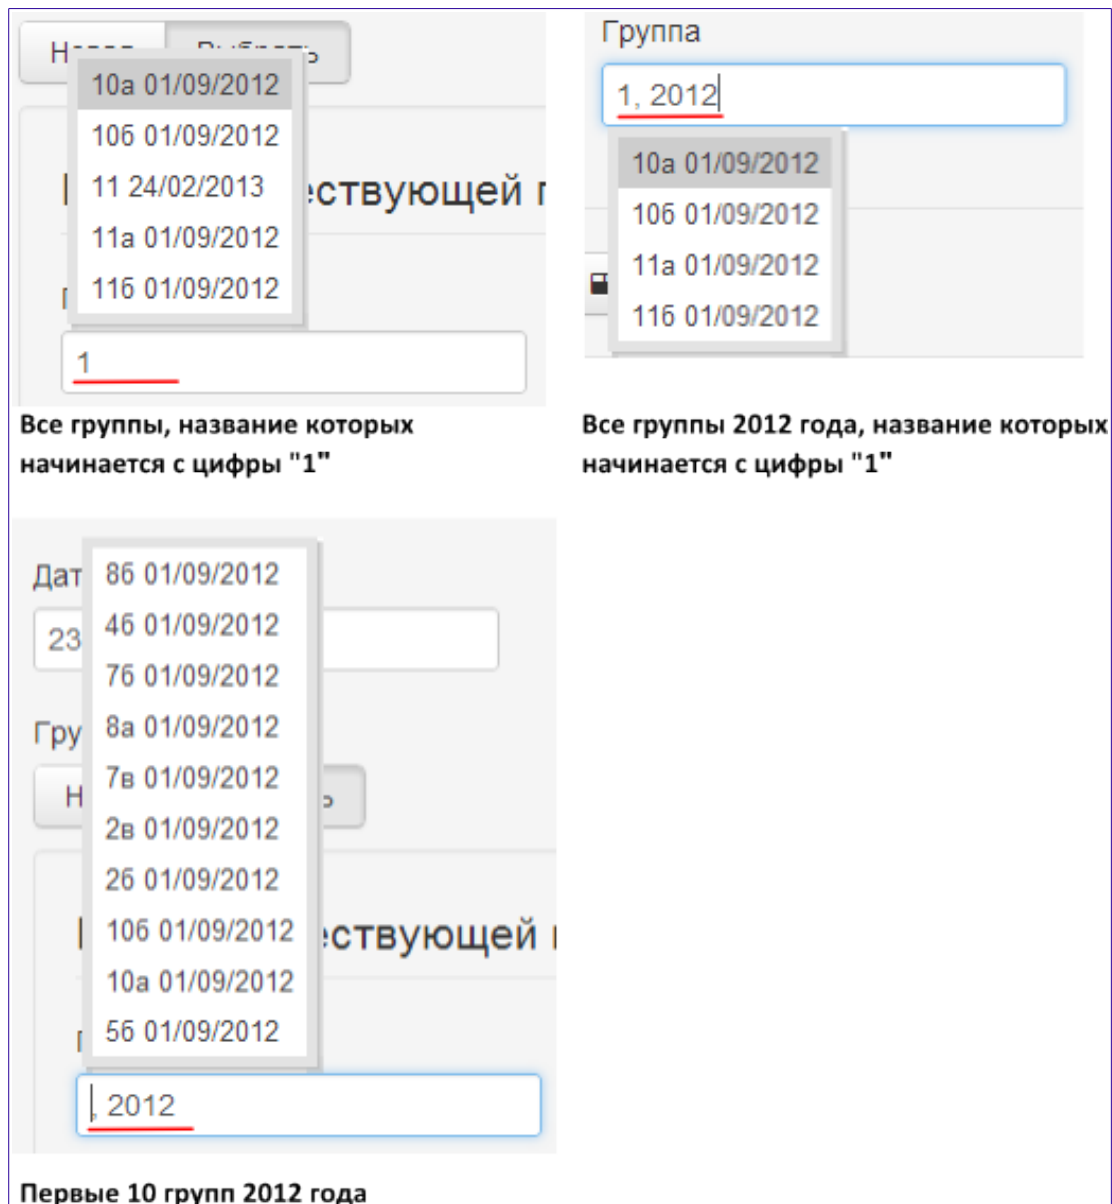 10а 01/09/2012
10б 01/09/2012
11 24/02/2013
ествующей г
11а 01/09/2012
11б 01/09/2012
1
Все группы, название которых
начинается с цифры "1"
Группа
1, 2012
10а 01/09/2012
10б 01/09/2012
11а 01/09/2012
11б 01/09/2012
Все группы 2012 года, название которых
начинается с цифры "1"
Дат
8б 01/09/2012
23
4б 01/09/2012
7б 01/09/2012
Гру
8а 01/09/2012
Н
7в 01/09/2012
ь
2в 01/09/2012
2б 01/09/2012
10б 01/09/2012
ествующей
10а 01/09/2012
5б 01/09/2012
, 2012
Первые 10 групп 2012 года